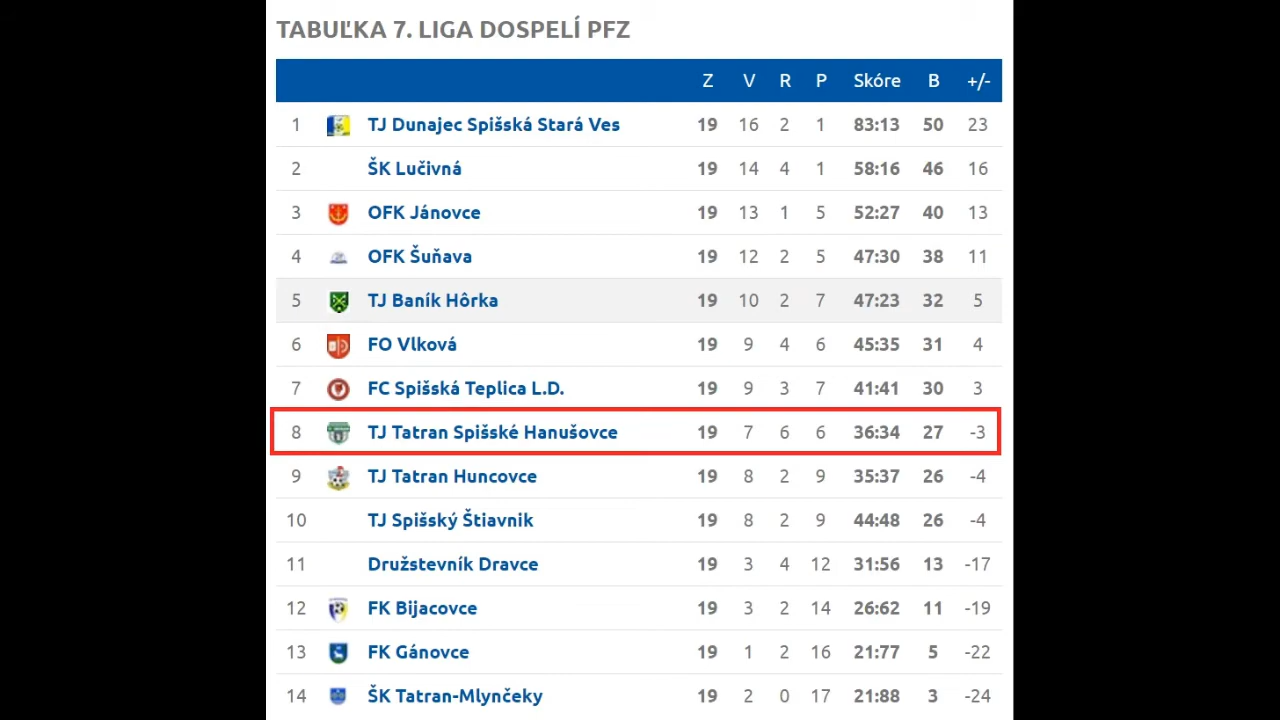 TABUĽKA 7. LIGA DOSPELÍ PFZ
Z V R P Skóre B +/-
1 TJ Dunajec Spišská Stará Ves 19 16 2 1 83:13 50 23
2 ŠK Lučivná 19 14 4 1 58:16 46 16
3 OFK Jánovce 19 13 1 5 52:27 40 13
4 OFK Šuňava 19 12 2 5 47:30 38 11
5 TJ Baník Hôrka 19 10 2 7 47:23 32 5
6 FO Vlková 19 9 4 6 45:35 31 4
7 FC Spišská Teplica L.D. 19 9 3 7 41:41 30 3
8 TJ Tatran Spišské Hanušovce 19 7 6 6 36:34 27 -3
9 TJ Tatran Huncovce 19 8 2 9 35:37 26 -4
10 TJ Spišský Štiavnik 19 8 2 9 44:48 26 -4
11 Družstevník Dravce 19 3 4 12 31:56 13 -17
12 FK Bijacovce 19 3 2 14 26:62 11 -19
13 FK Gánovce 19 1 2 16 21:77 5 -22
14 ŠK Tatran-Mlynčeky 19 2 0 17 21:88 3 -24